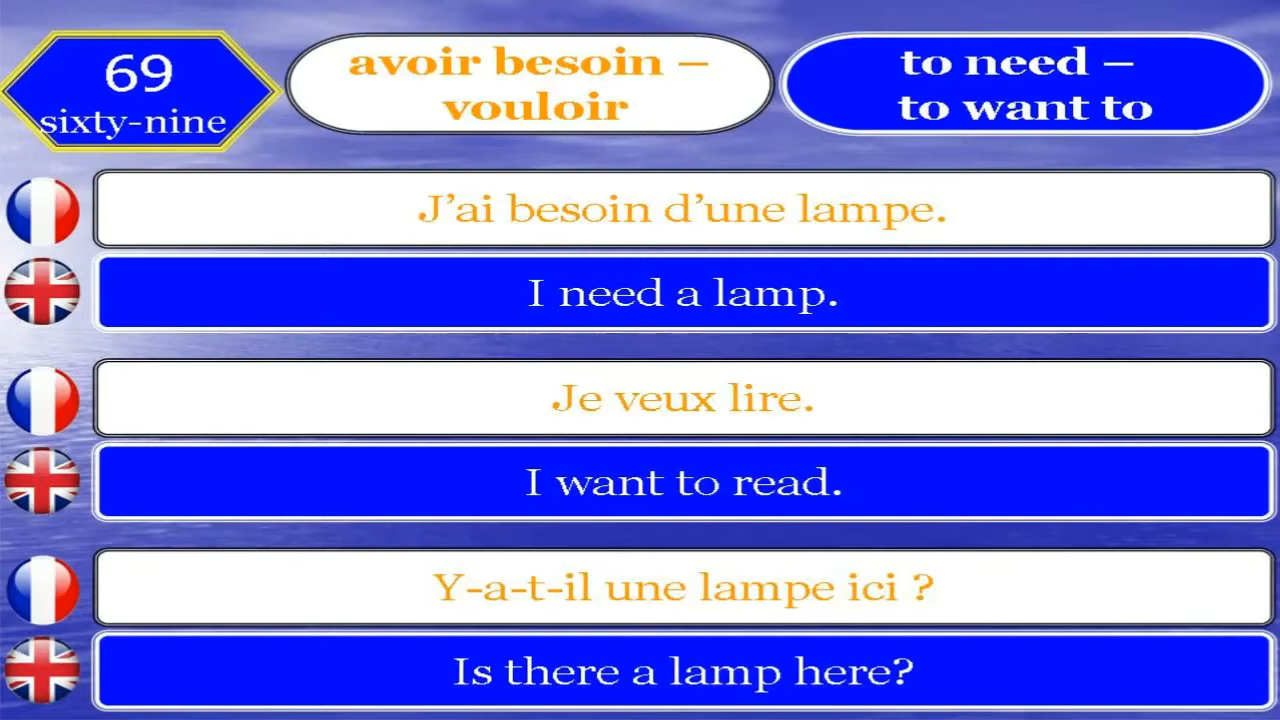 69
sixty-nine
avoir besoin –
vouloir
to need –
to want to
J’ai besoin d’une lampe.
I need a lamp.
Je veux lire.
I want to read.
Y-a-t-il une lampe ici ?
Is there a lamp here?